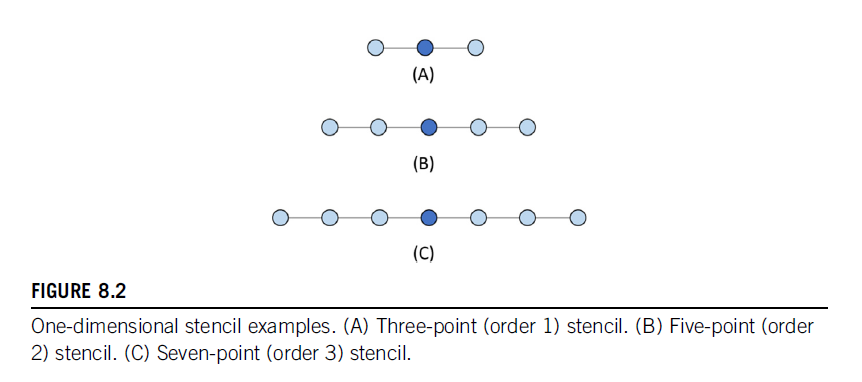 (A)
(B)
(C)
FIGURE 8.2
One-dimensional stencil examples. (A) Three-point (order 1) stencil. (B) Five-point (order
2) stencil. (C) Seven-point (order 3) stencil.